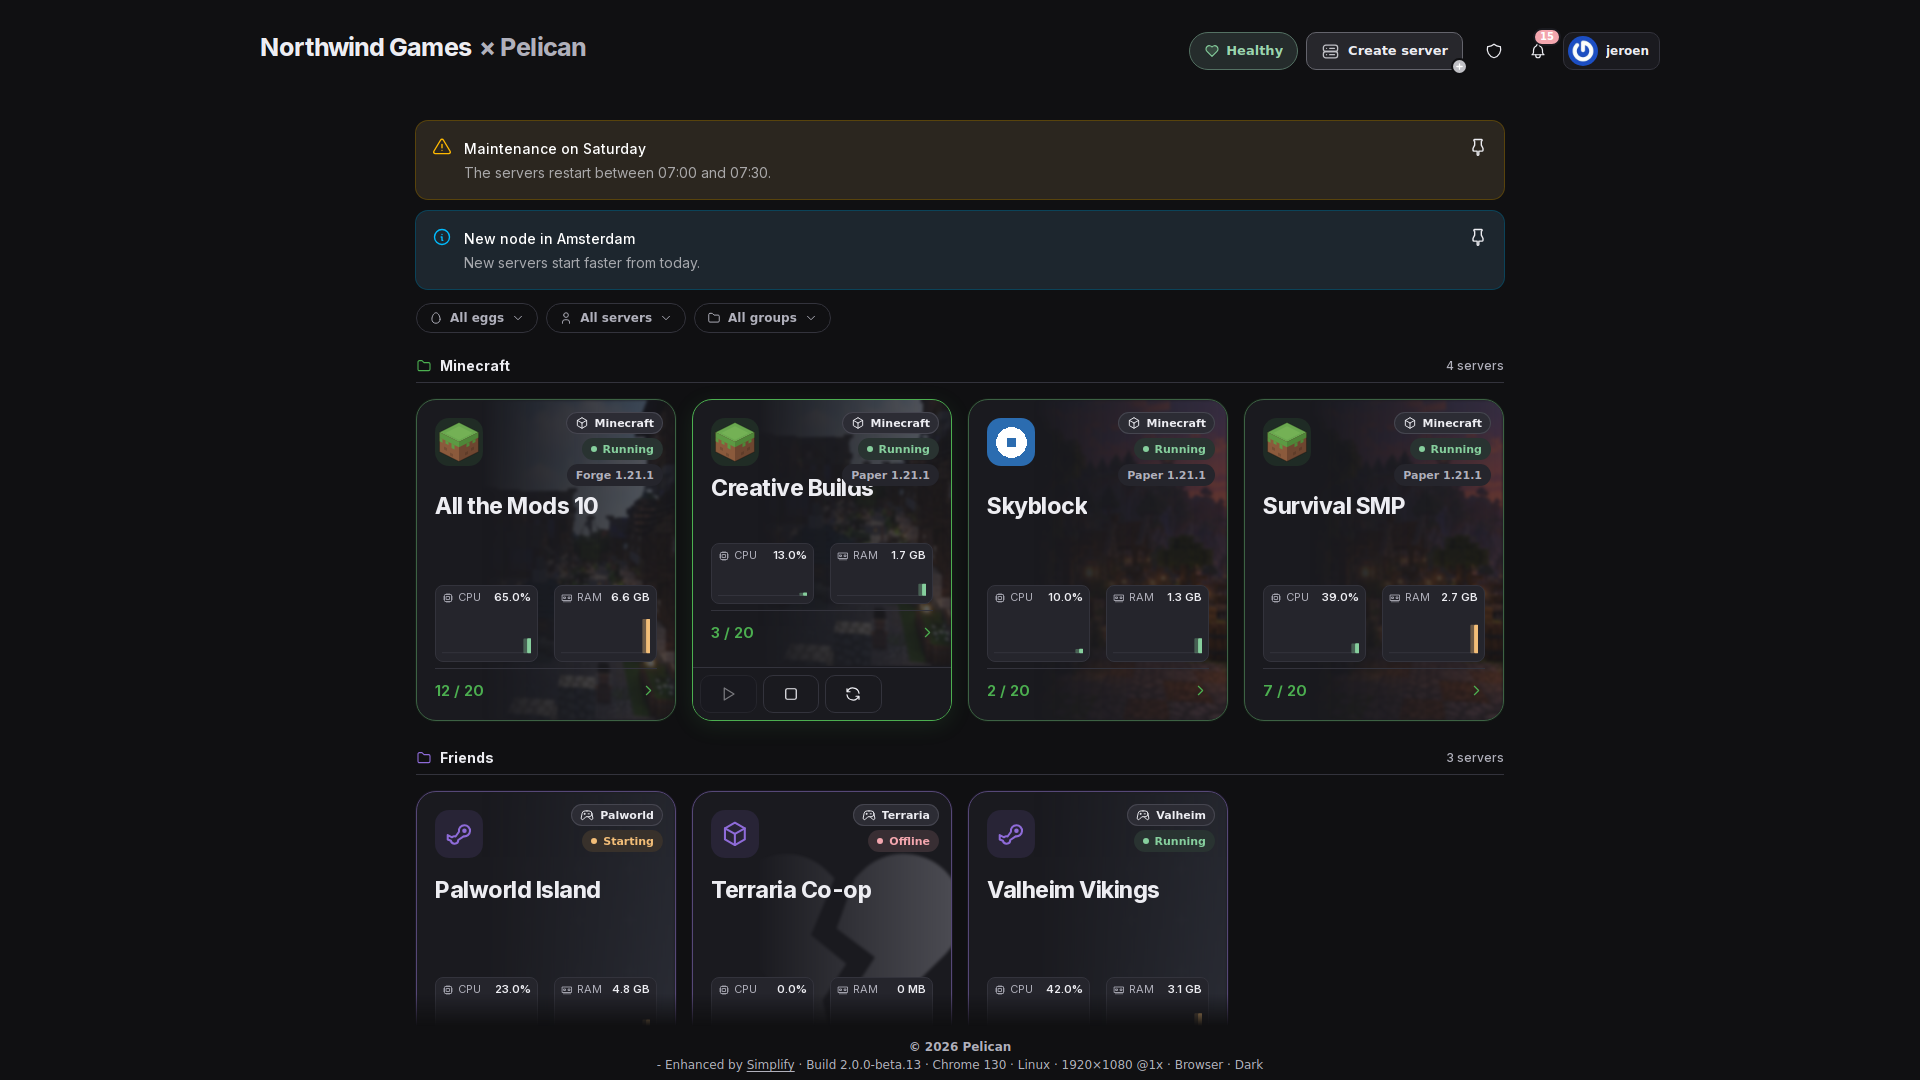 Northwind Games × Pelican
Healthy
Create server
15
jeroen
Maintenance on Saturday
The servers restart between 07:00 and 07:30.
New node in Amsterdam
New servers start faster from today.
All eggs
All servers
All groups
Minecraft
4 servers
Minecraft
Running
Forge 1.21.1
All the Mods 10
CPU 65.0%
RAM 6.6 GB
12 / 20
Minecraft
Running
Paper 1.21.1
Creative Builds
CPU 13.0%
RAM 1.7 GB
3 / 20
Minecraft
Running
Paper 1.21.1
Skyblock
CPU 10.0%
RAM 1.3 GB
2 / 20
Minecraft
Running
Paper 1.21.1
Survival SMP
CPU 39.0%
RAM 2.7 GB
7 / 20
Friends
3 servers
Palworld
Starting
Palworld Island
CPU 23.0%
RAM 4.8 GB
Terraria
Offline
Terraria Co-op
CPU 0.0%
RAM 0 MB
Valheim
Running
Valheim Vikings
CPU 42.0%
RAM 3.1 GB
© 2026 Pelican
- Enhanced by Simplify · Build 2.0.0-beta.13 · Chrome 130 · Linux · 1920×1080 @1x · Browser · Dark